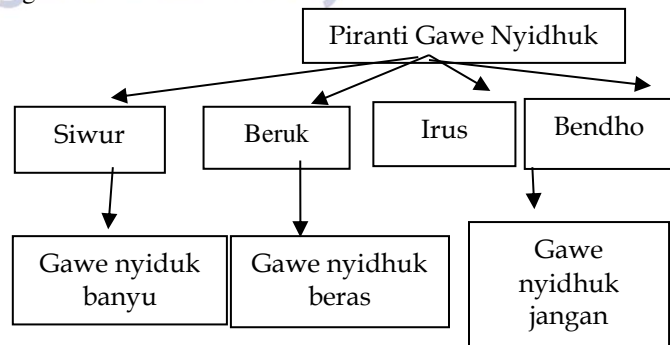 Piranti Gawe Nyidhuk
Siwur
Beruk
Irus
Bendho
Gawe nyiduk
banyu
Gawe nyidhuk
beras
Gawe
nyidhuk
jangan